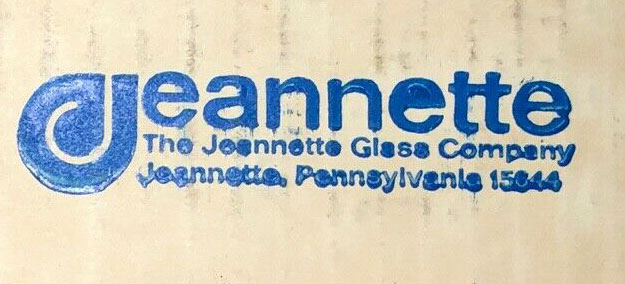 Jeannette
The Jeannette Glass Company
Jeannette, Pennsylvania 15644